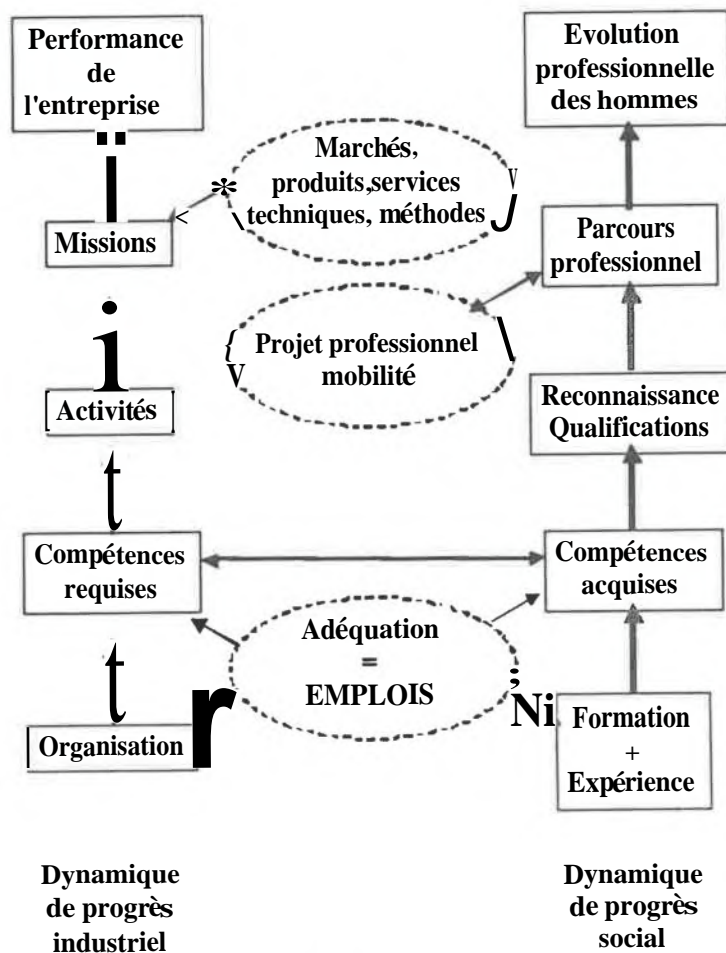 Performance
de
l'entreprise
Evolution
professionnelle
des hommes
Marchés,
produits,services
techniques, méthodes
Missions
Parcours
professionnel
Projet professionnel
mobilité
Activités
Reconnaissance
Qualifications
Compétences
requises
Compétences
acquises
Adéquation
=
EMPLOIS
Organisation
Formation
+
Expérience
Dynamique
de progrès
industriel
Dynamique
de progrès
social